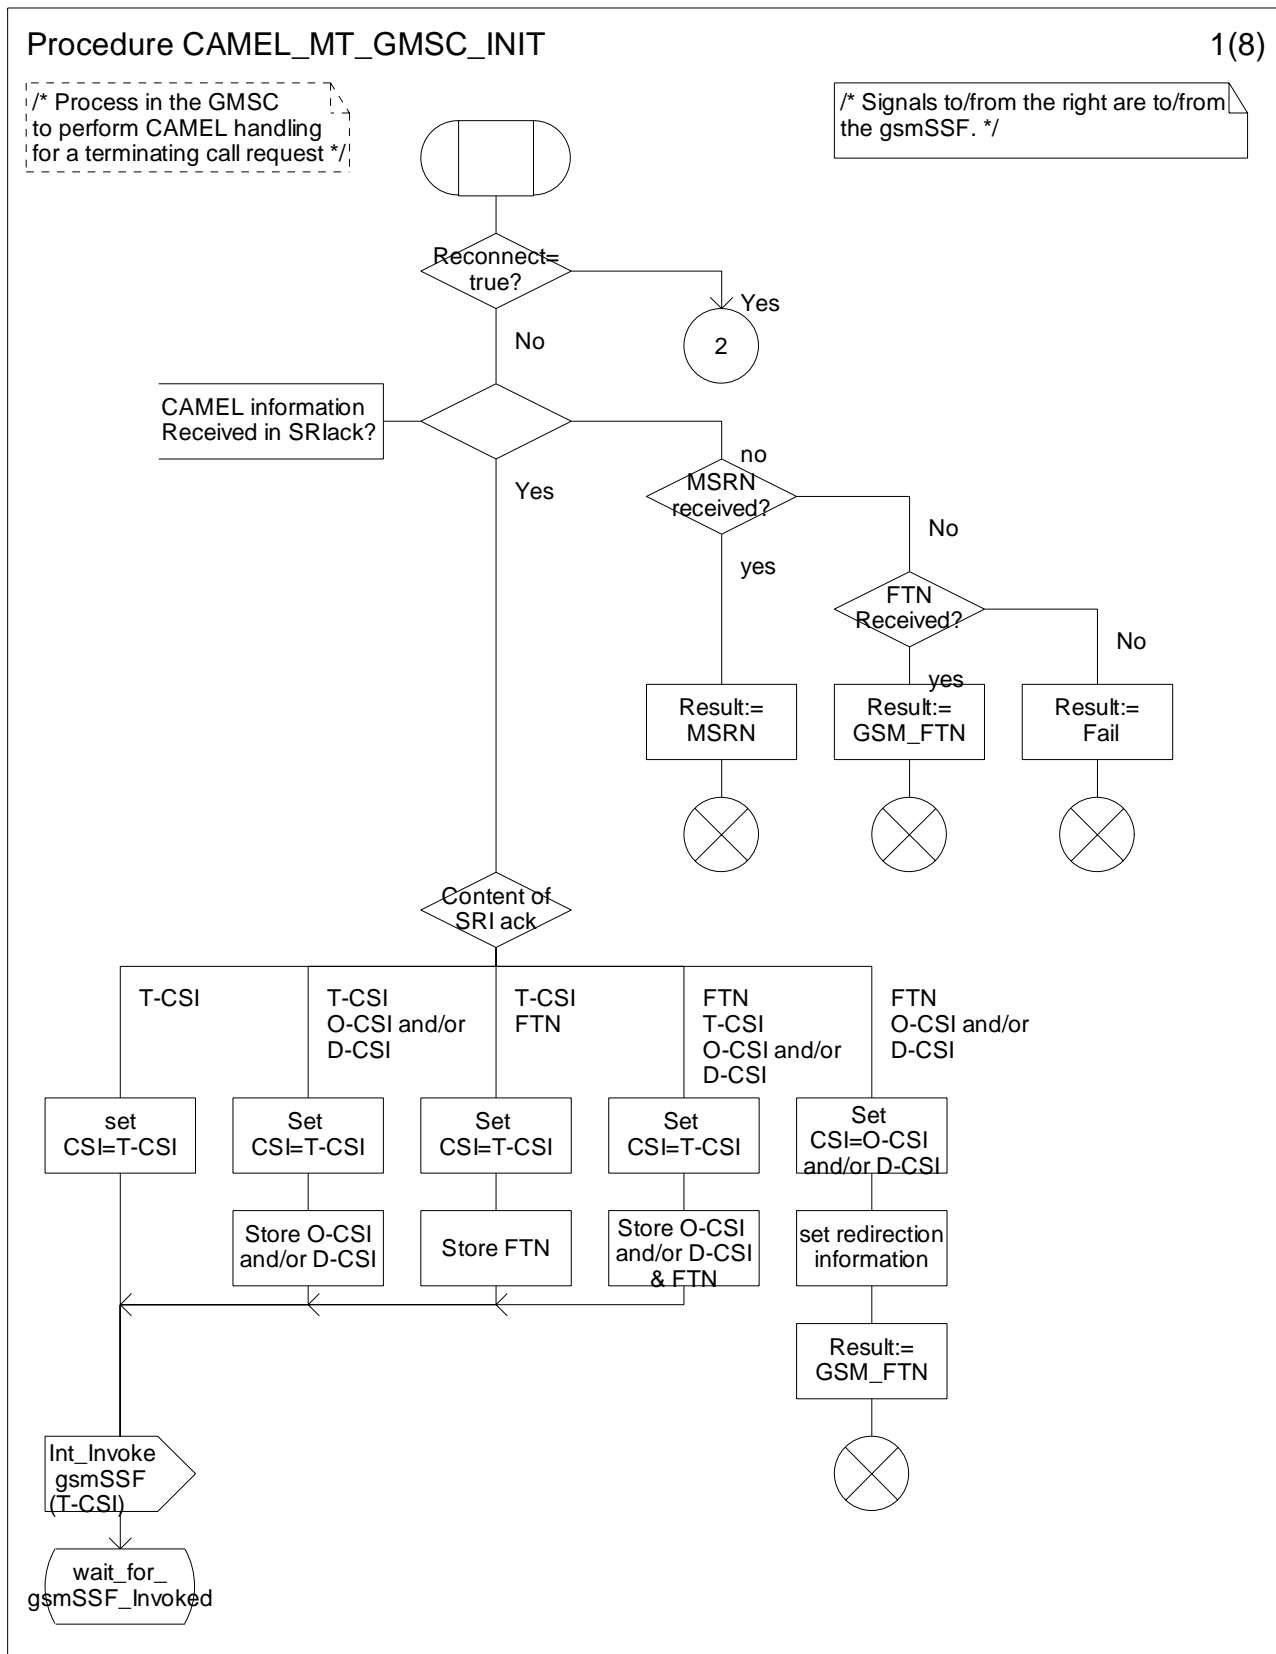 Procedure CAMEL_MT_GMSC_INIT
1(8)
/* Process in the GMSC
to perform CAMEL handling
for a terminating call request */
/* Signals to/from the right are to/from
the gsmSSF. */
Reconnect=
true?
Yes
2
No
CAMEL information
Received in SRIack?
no
Yes
MSRN
received?
No
yes
FTN
Received?
No
yes
Result:=
MSRN
Result:=
GSM_FTN
Result:=
Fail
Content of
SRI ack
T-CSI
T-CSI
O-CSI and/or
D-CSI
T-CSI
FTN
FTN
T-CSI
O-CSI and/or
D-CSI
FTN
O-CSI and/or
D-CSI
set
CSI=T-CSI
Set
CSI=T-CSI
Set
CSI=T-CSI
Set
CSI=T-CSI
Set
CSI=O-CSI
and/or D-CSI
Store O-CSI
and/or D-CSI
Store FTN
Store O-CSI
and/or D-CSI
& FTN
set redirection
information
Result:=
GSM_FTN
Int_Invoke
gsmSSF
(T-CSI)
wait_for_
gsmSSF_Invoked